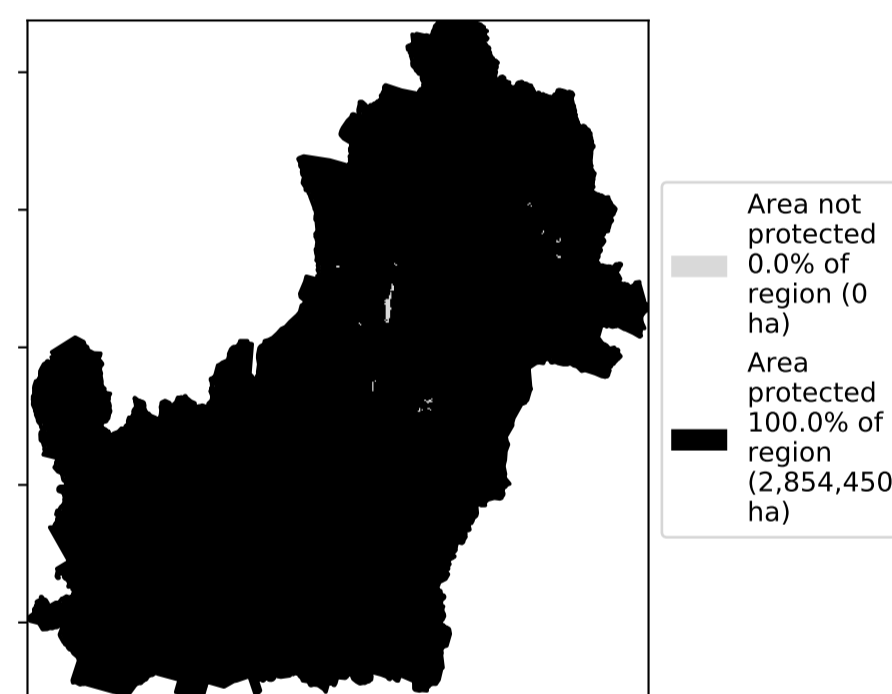 Area not
protected
0.0% of
region (0
ha)
Area
protected
100.0% of
region
(2,854,450
ha)